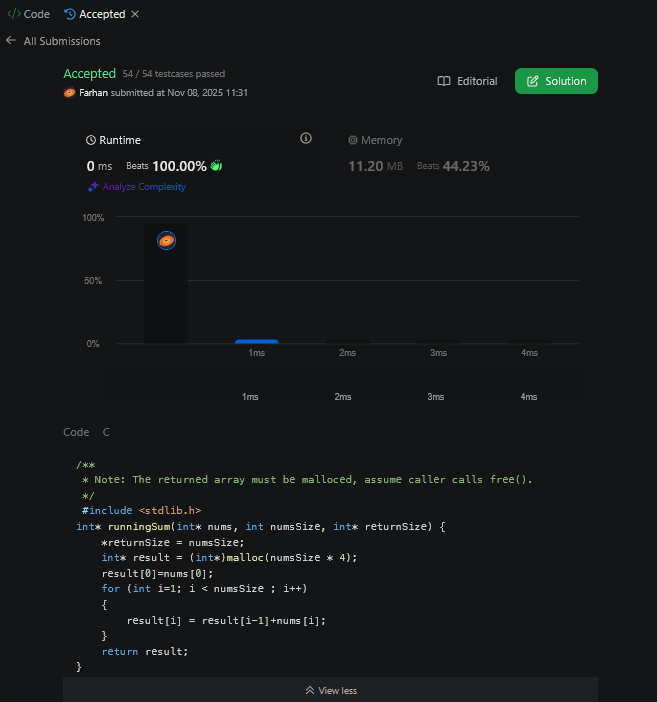 </> Code Accepted ×
← All Submissions
Accepted 54 / 54 testcases passed
Farhan submitted at Nov 08, 2025 11:31
Editorial
Solution
Runtime
0 ms Beats 100.00%
Analyze Complexity
Memory
11.20 MB Beats 44.23%
100%
50%
0%
1ms 2ms 3ms 4ms
1ms 2ms 3ms 4ms
Code C
/**
 * Note: The returned array must be malloced, assume caller calls free().
 */
 #include <stdlib.h>
int* runningSum(int* nums, int numsSize, int* returnSize) {
    *returnSize = numsSize;
    int* result = (int*)malloc(numsSize * 4);
    result[0]=nums[0];
    for (int i=1; i < numsSize ; i++)
    {
        result[i] = result[i-1]+nums[i];
    }
    return result;
}
View less